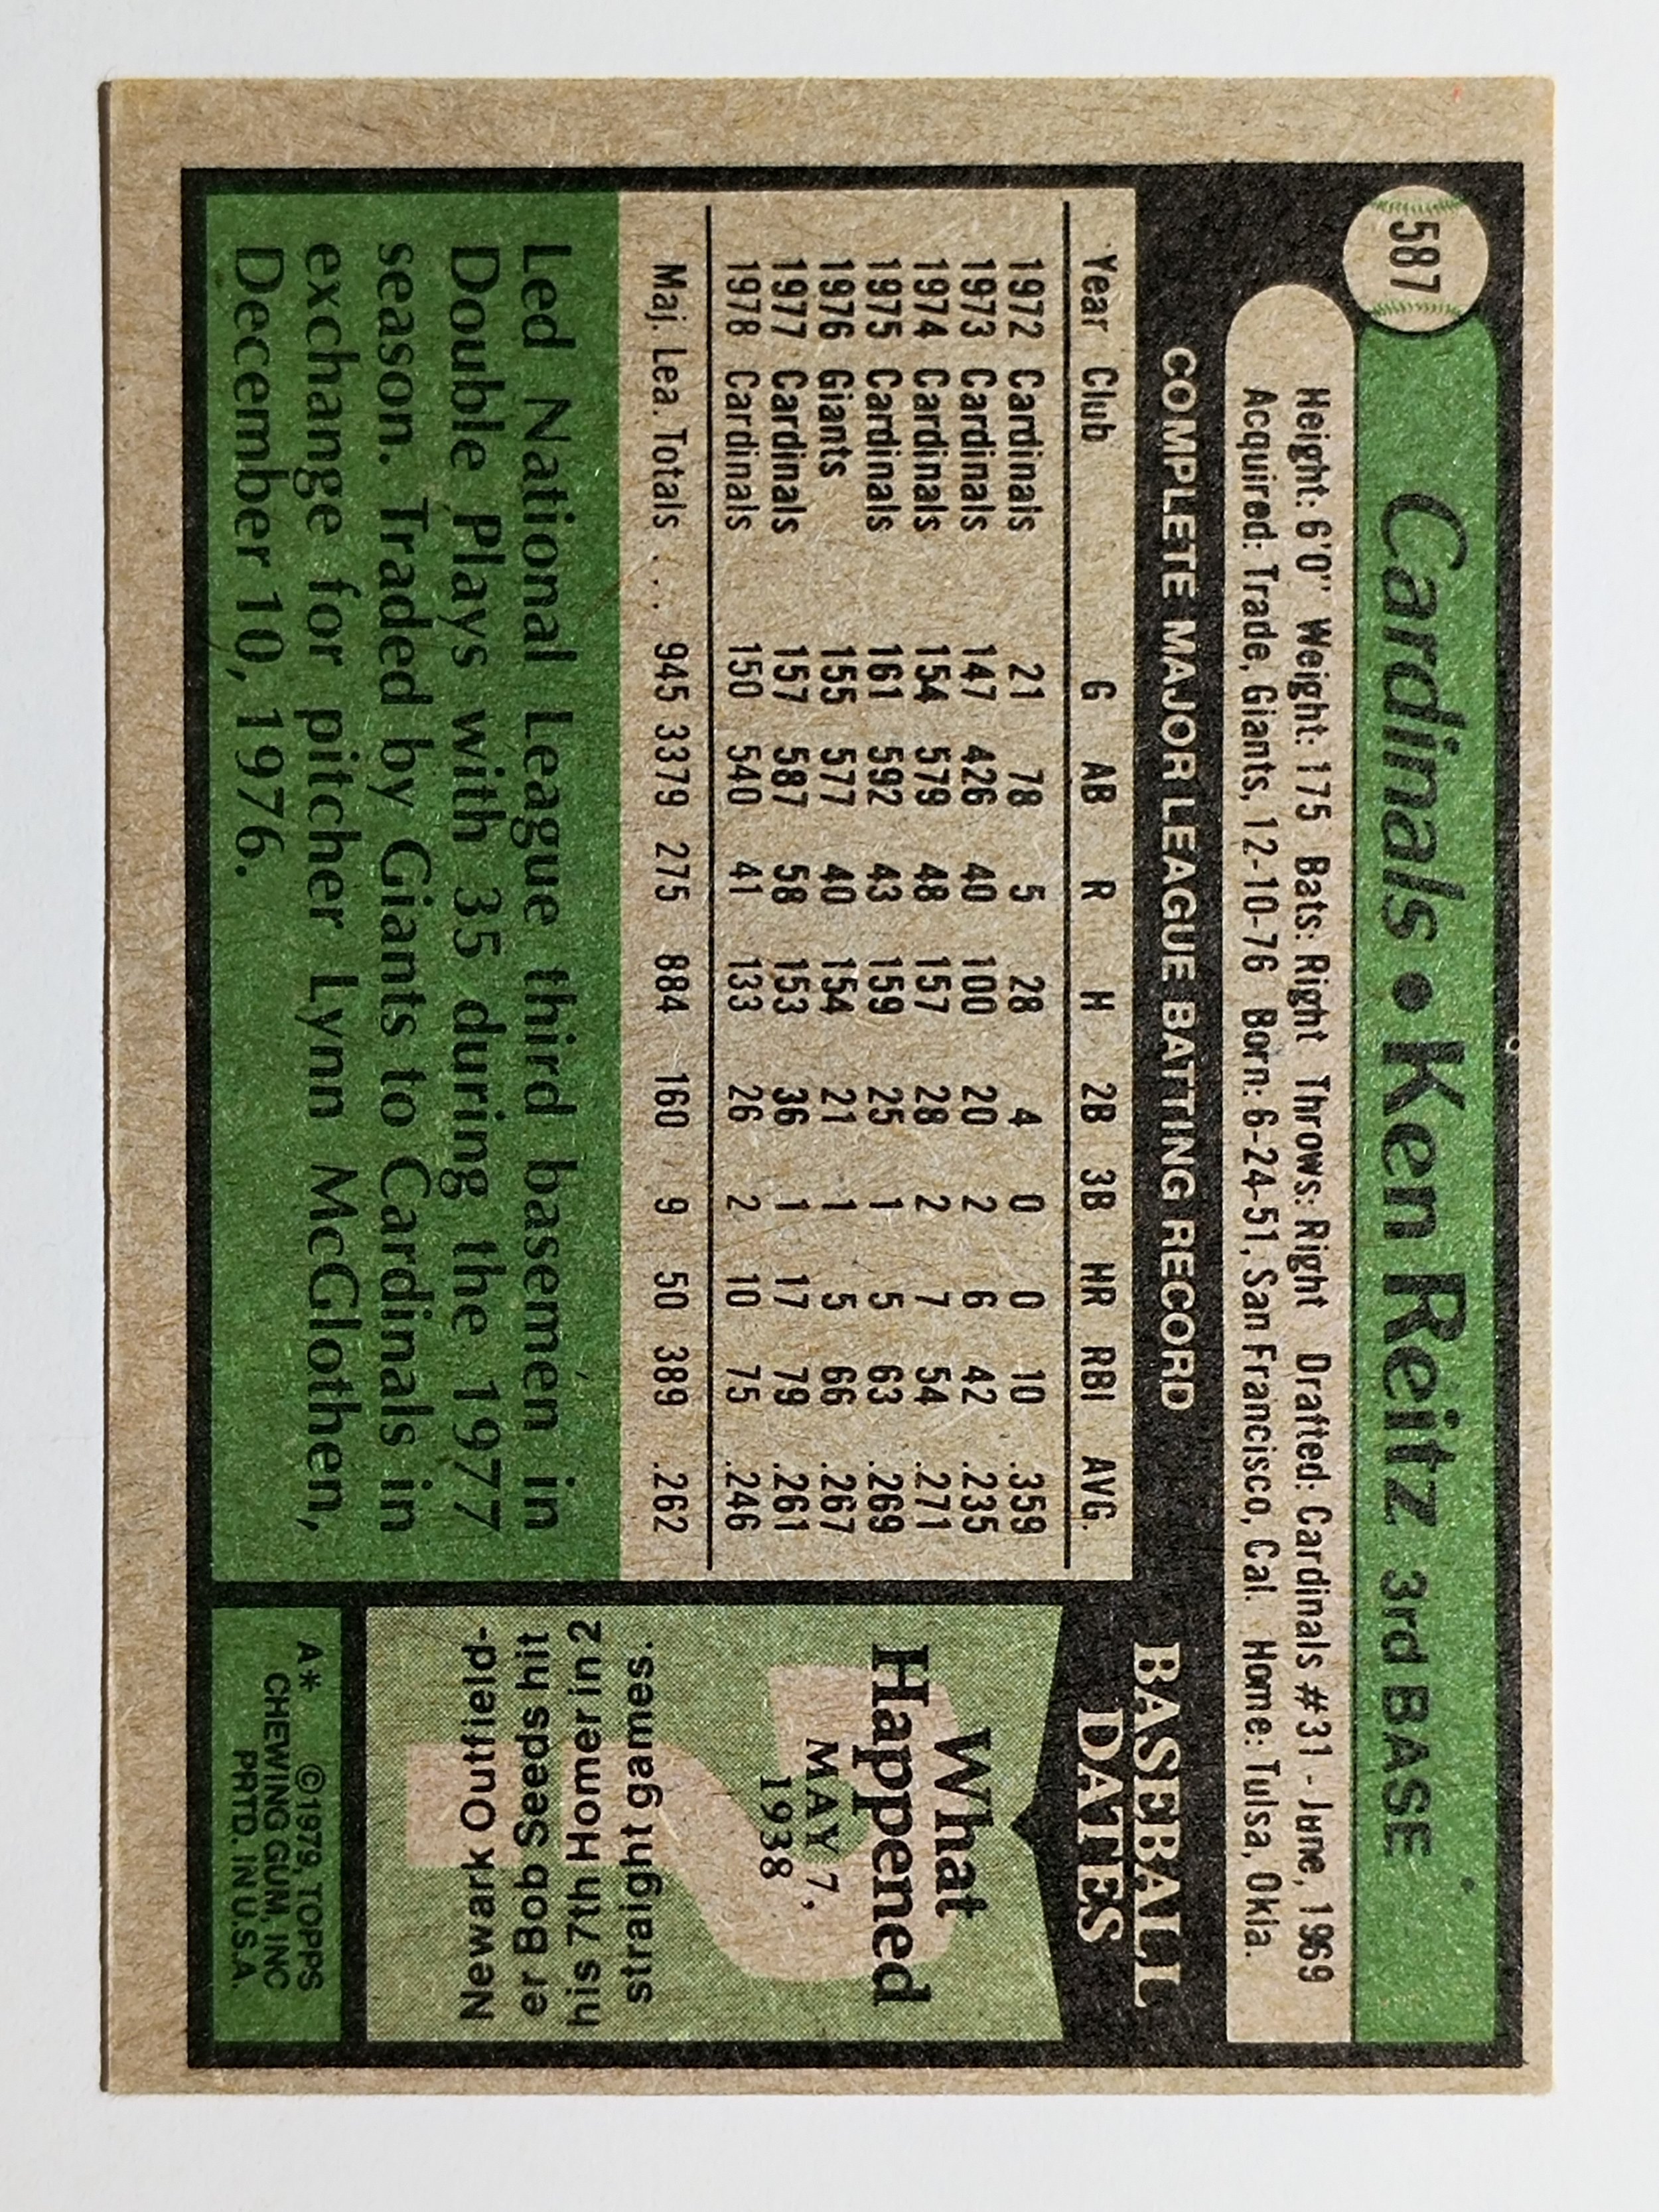 587
Cardinals • Ken Reitz 3rd BASE
Height: 6'0" Weight: 175 Bats: Right Throws: Right Drafted: Cardinals #31 - June, 1969
Acquired: Trade, Giants, 12-10-76 Born: 6-24-51, San Francisco, Cal. Home: Tulsa, Okla.
COMPLETE MAJOR LEAGUE BATTING RECORD
Year Club G AB R H 2B 3B HR RBI AVG.
1972 Cardinals 21 78 5 28 4 0 0 10 .359
1973 Cardinals 147 426 40 100 20 2 6 42 .235
1974 Cardinals 154 579 48 157 28 2 7 54 .271
1975 Cardinals 161 592 43 159 25 1 5 63 .269
1976 Giants 155 577 40 154 21 1 5 66 .267
1977 Cardinals 157 587 58 153 36 1 17 79 .261
1978 Cardinals 150 540 41 133 26 2 10 75 .246
Maj. Lea. Totals . . . 945 3379 275 884 160 9 50 389 .262
Led National League third basemen in
Double Plays with 35 during the 1977
season. Traded by Giants to Cardinals in
exchange for pitcher Lynn McGlothen,
December 10, 1976.
BASEBALL
DATES
What
Happened
MAY 7,
1938
?
Newark Outfield-
er Bob Seeds hit
his 7th Homer in 2
straight games.
A* ©1979, TOPPS
CHEWING GUM, INC
PRTD. IN U.S.A.